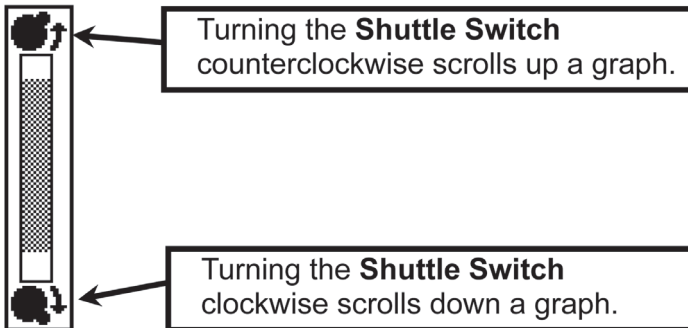 Turning the Shuttle Switch
counterclockwise scrolls up a graph.
Turning the Shuttle Switch
clockwise scrolls down a graph.